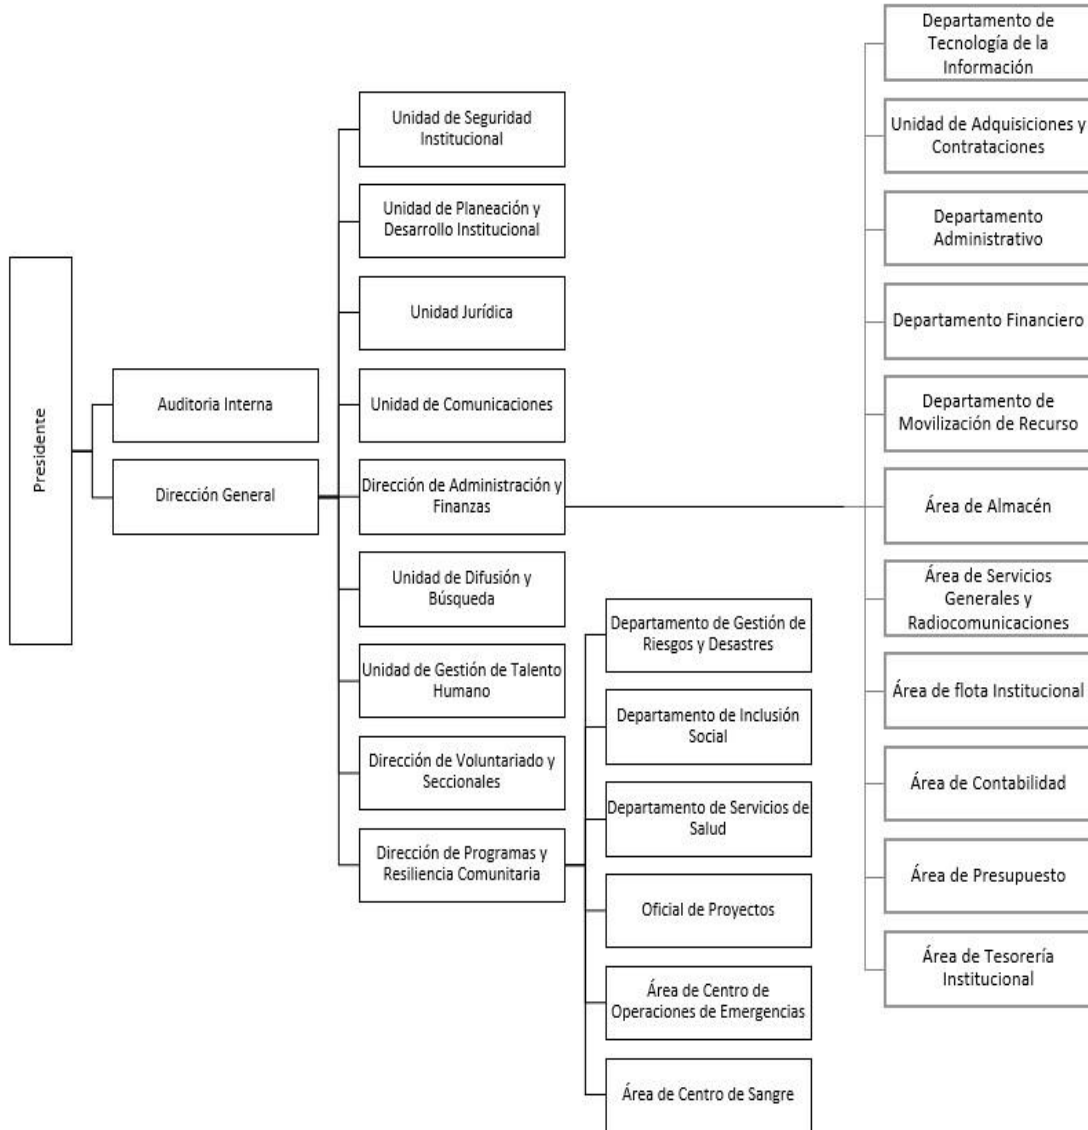 Presidente
Auditoria Interna
Dirección General
Unidad de Seguridad
Institucional
Unidad de Planeación y
Desarrollo Institucional
Unidad Jurídica
Unidad de Comunicaciones
Dirección de Administración y
Finanzas
Unidad de Difusión y
Búsqueda
Unidad de Gestión de Talento
Humano
Dirección de Voluntariado y
Seccionales
Dirección de Programas y
Resiliencia Comunitaria
Departamento de Gestión de
Riesgos y Desastres
Departamento de Inclusión
Social
Departamento de Servicios de
Salud
Oficial de Proyectos
Área de Centro de
Operaciones de Emergencias
Área de Centro de Sangre
Departamento de
Tecnología de la
Información
Unidad de Adquisiciones y
Contrataciones
Departamento
Administrativo
Departamento Financiero
Departamento de
Movilización de Recurso
Área de Almacén
Área de Servicios
Generales y
Radiocomunicaciones
Área de flota Institucional
Área de Contabilidad
Área de Presupuesto
Área de Tesorería
Institucional